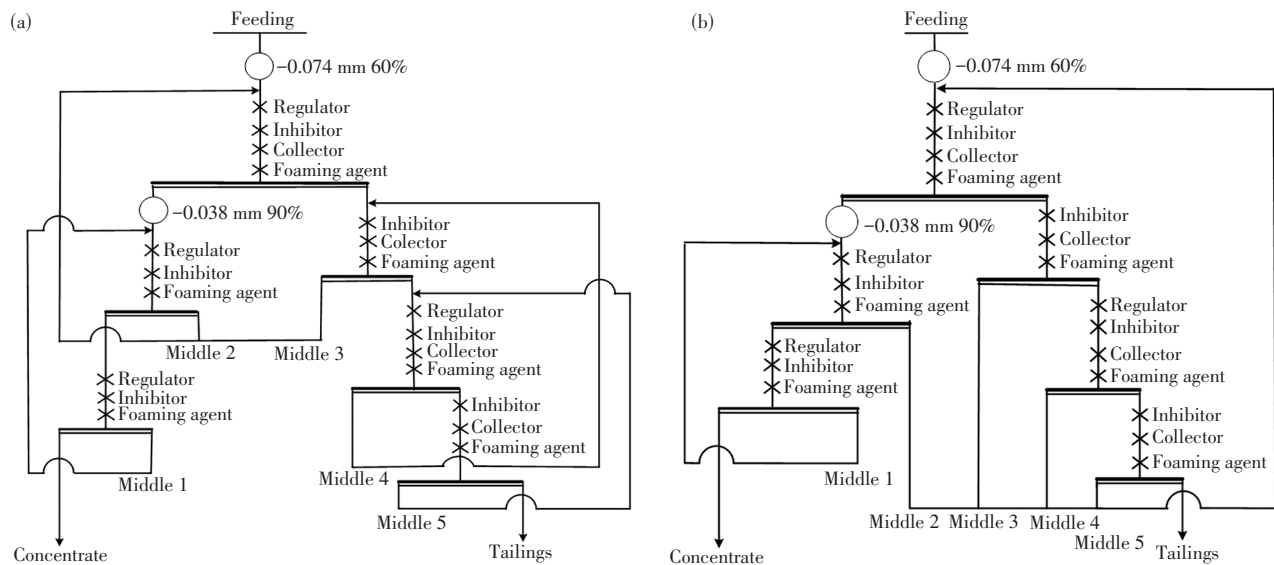 (a)
Feeding
−0.074 mm 60%
Regulator
Inhibitor
Collector
Foaming agent
−0.038 mm 90%
Regulator
Inhibitor
Foaming agent
Inhibitor
Colector
Foaming agent
Middle 2
Middle 3
Regulator
Inhibitor
Collector
Foaming agent
Regulator
Inhibitor
Foaming agent
Inhibitor
Collector
Foaming agent
Middle 1
Middle 4
Middle 5
Concentrate
Tailings
(b)
Feeding
−0.074 mm 60%
Regulator
Inhibitor
Collector
Foaming agent
−0.038 mm 90%
Regulator
Inhibitor
Foaming agent
Inhibitor
Collector
Foaming agent
Regulator
Inhibitor
Collector
Foaming agent
Regulator
Inhibitor
Foaming agent
Inhibitor
Collector
Foaming agent
Middle 1
Middle 2
Middle 3
Middle 4
Middle 5
Concentrate
Tailings